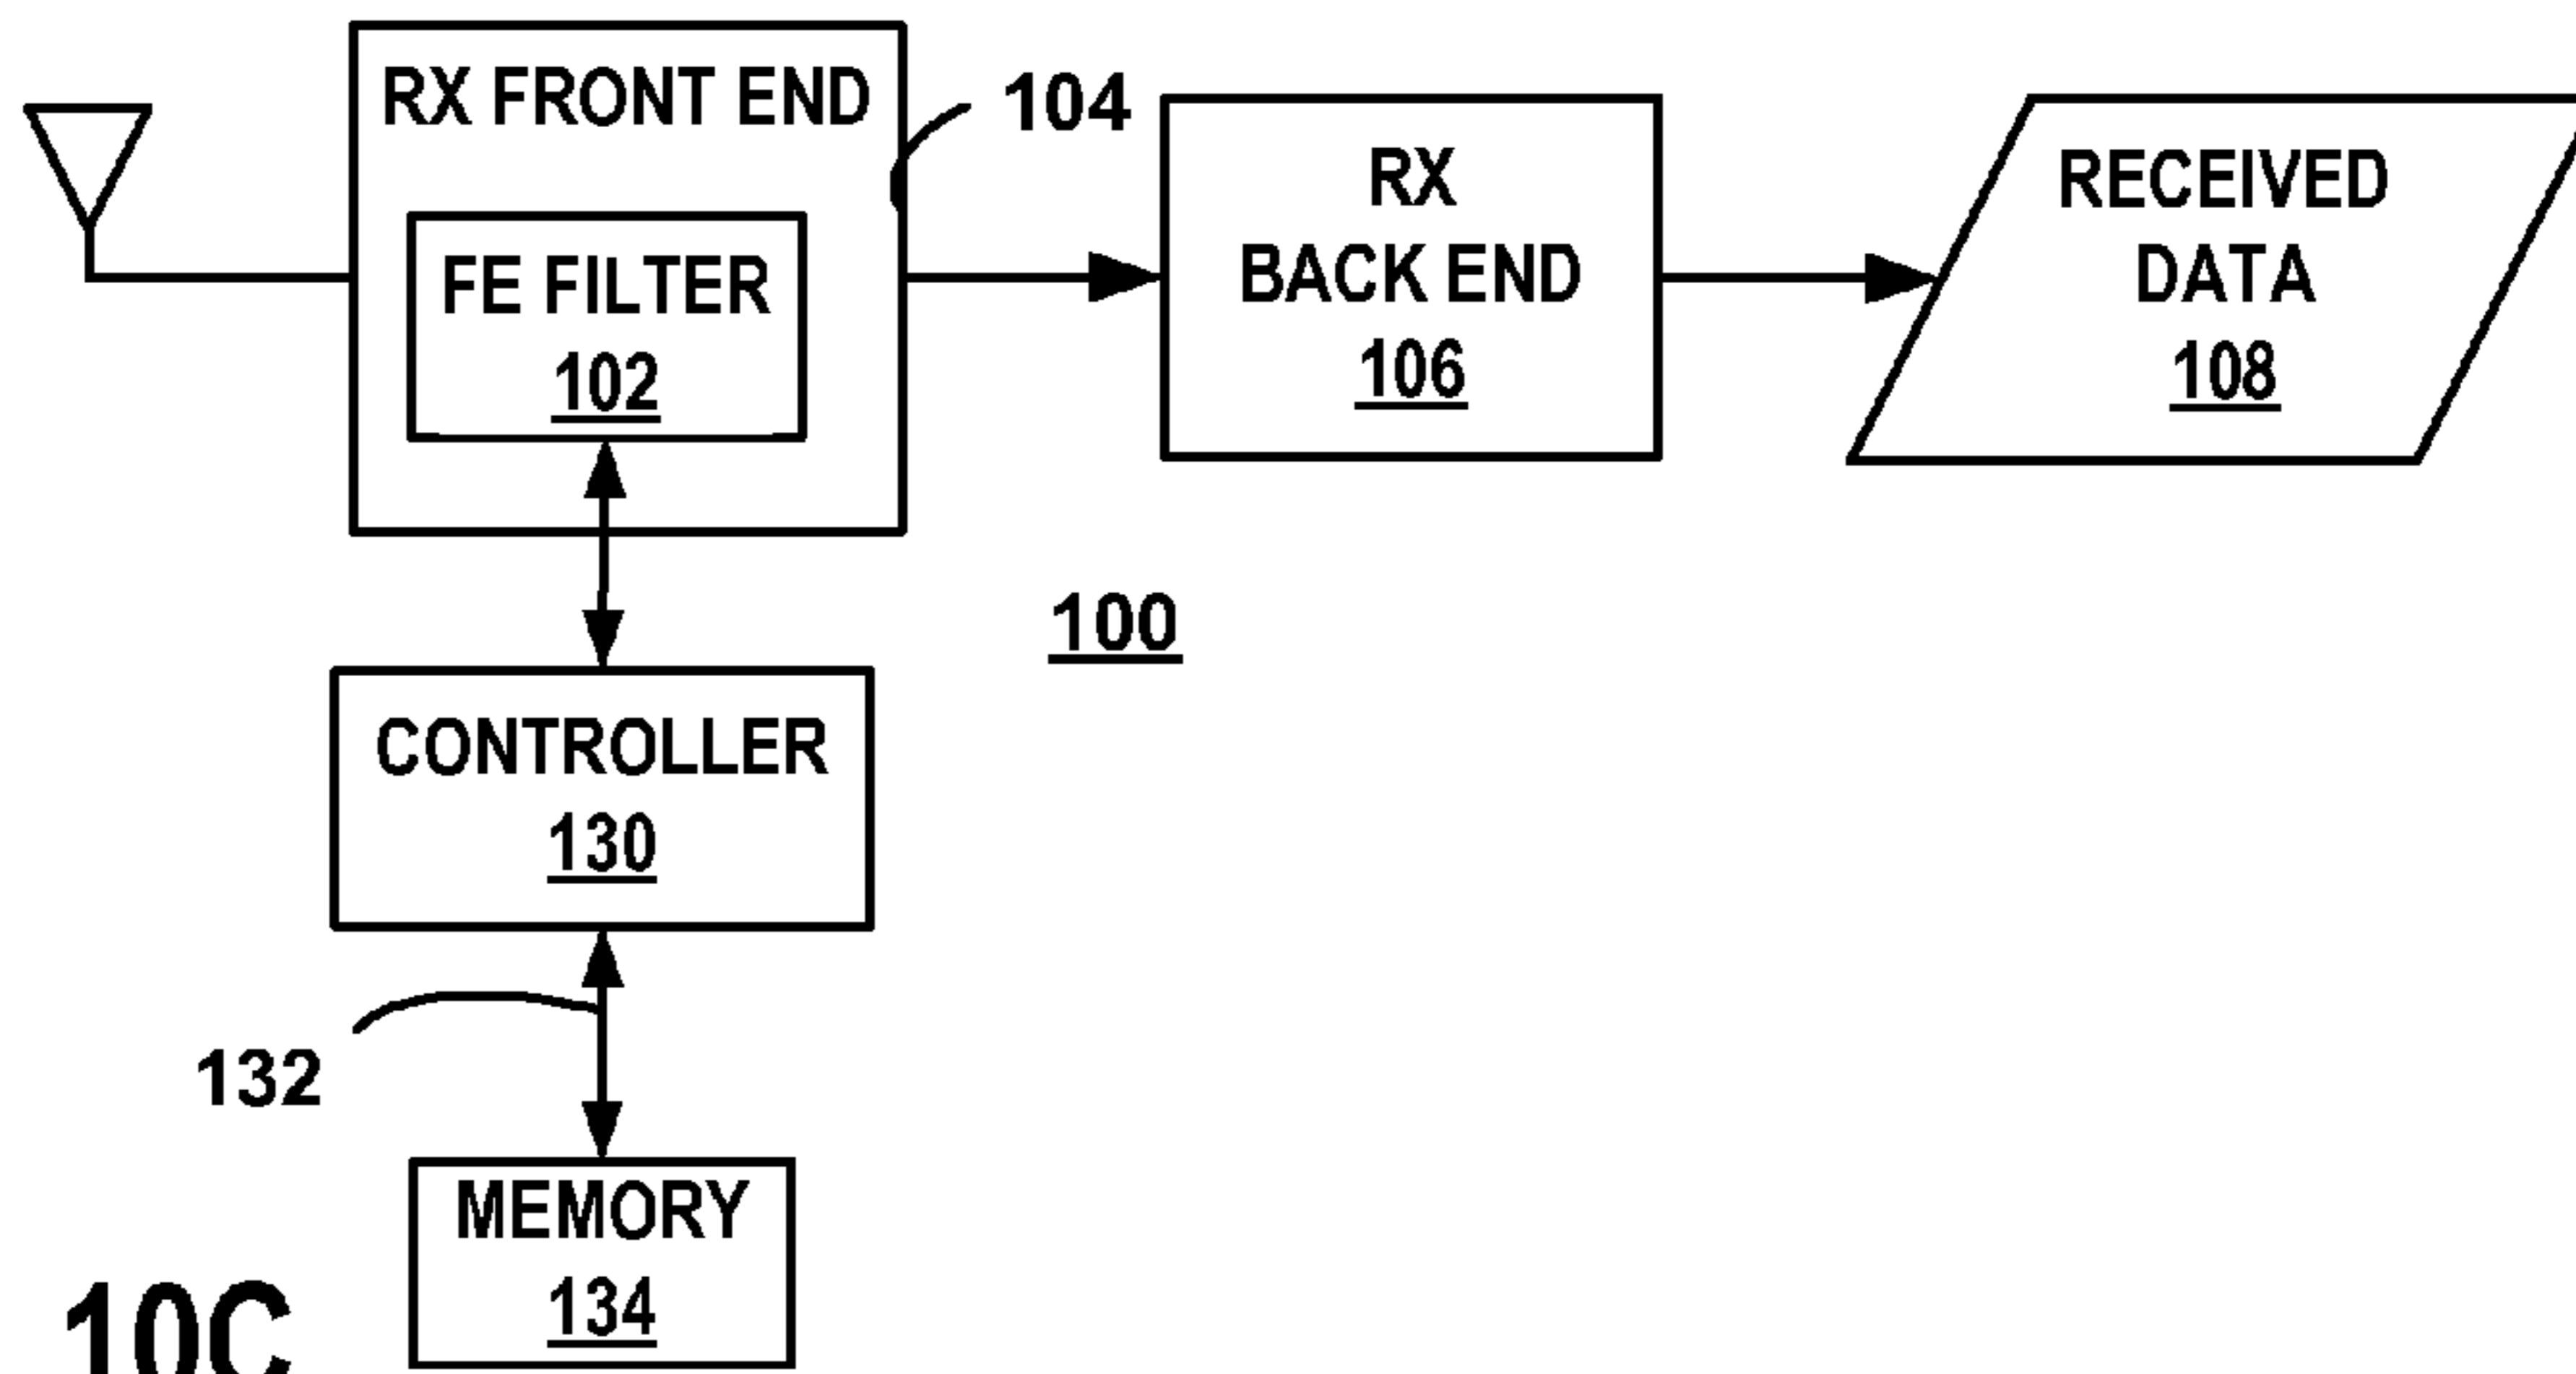 RX FRONT END
104
FE FILTER
102
RX
BACK END
106
RECEIVED
DATA
108
100
CONTROLLER
130
132
MEMORY
134
10C